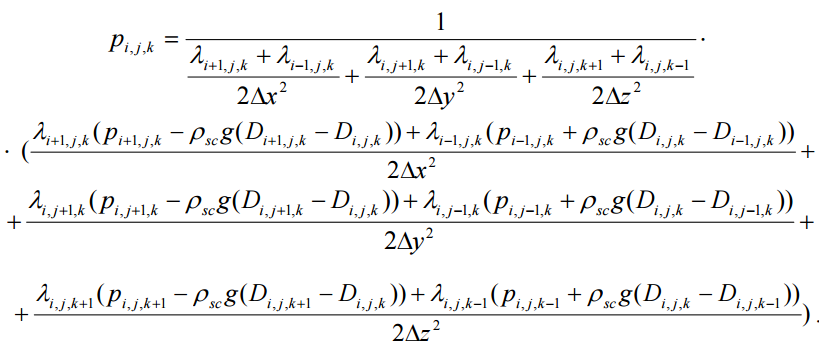 p_{i,j,k} = \frac{1}{\frac{\lambda_{i+1,j,k} + \lambda_{i-1,j,k}}{2\Delta x^2} + \frac{\lambda_{i,j+1,k} + \lambda_{i,j-1,k}}{2\Delta y^2} + \frac{\lambda_{i,j,k+1} + \lambda_{i,j,k-1}}{2\Delta z^2}} \cdot
\cdot (\frac{\lambda_{i+1,j,k}(p_{i+1,j,k} - \rho_{sc}g(D_{i+1,j,k} - D_{i,j,k})) + \lambda_{i-1,j,k}(p_{i-1,j,k} + \rho_{sc}g(D_{i,j,k} - D_{i-1,j,k}))}{2\Delta x^2} +
+ \frac{\lambda_{i,j+1,k}(p_{i,j+1,k} - \rho_{sc}g(D_{i,j+1,k} - D_{i,j,k})) + \lambda_{i,j-1,k}(p_{i,j-1,k} + \rho_{sc}g(D_{i,j,k} - D_{i,j-1,k}))}{2\Delta y^2} +
+ \frac{\lambda_{i,j,k+1}(p_{i,j,k+1} - \rho_{sc}g(D_{i,j,k+1} - D_{i,j,k})) + \lambda_{i,j,k-1}(p_{i,j,k-1} + \rho_{sc}g(D_{i,j,k} - D_{i,j,k-1}))}{2\Delta z^2}) .